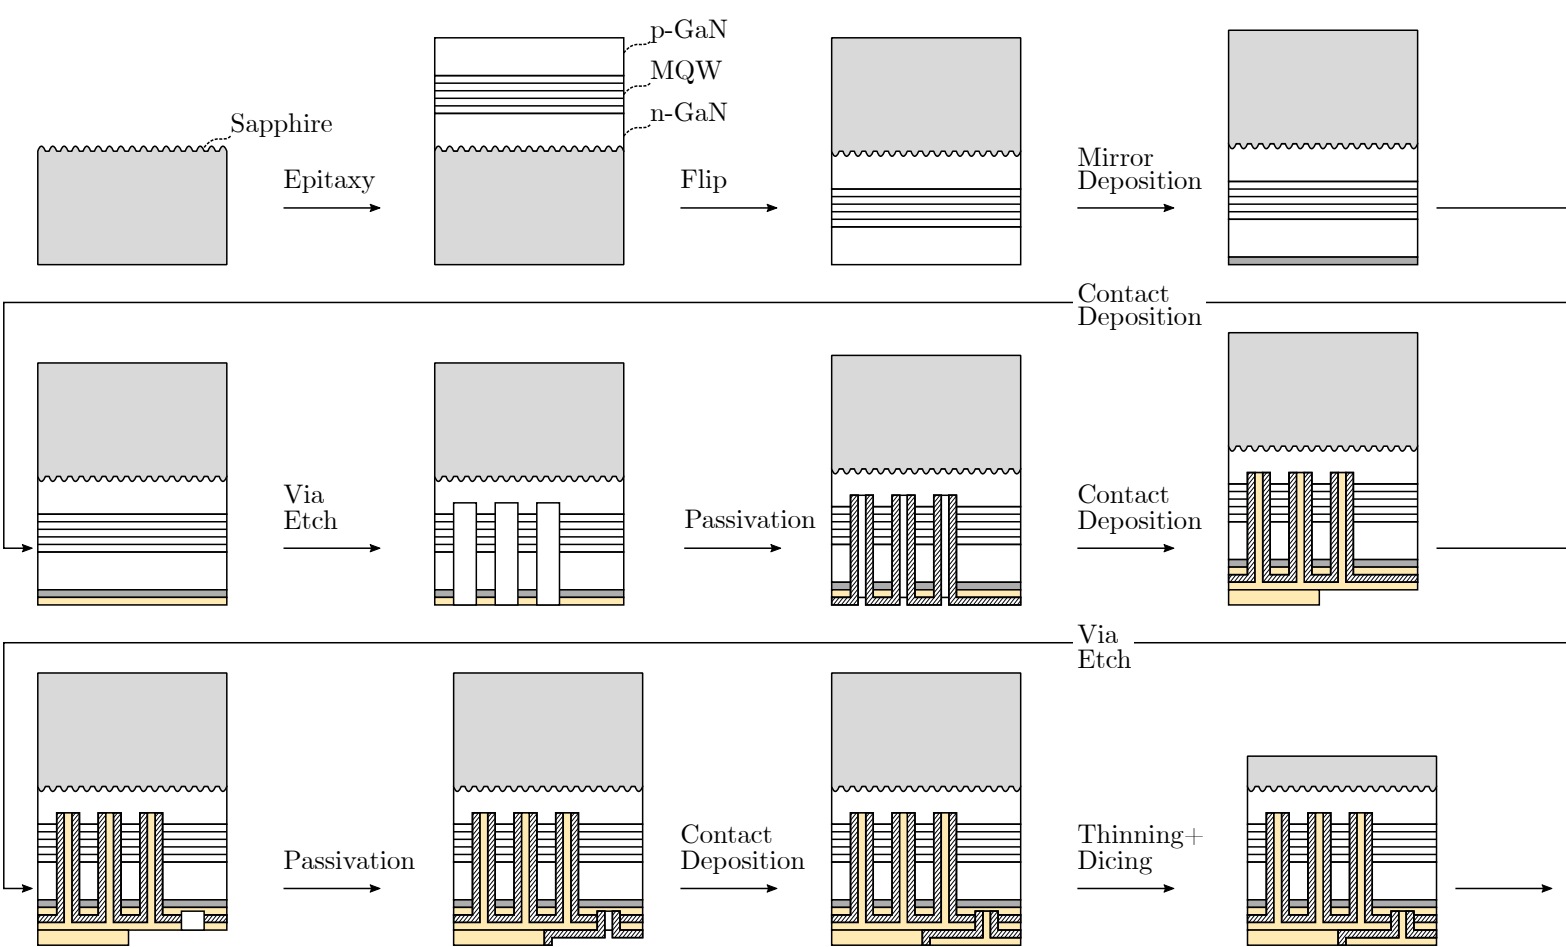 p-GaN
MQW
n-GaN
Sapphire
Epitaxy
Flip
Mirror
Deposition
Contact
Deposition
Via
Etch
Passivation
Contact
Deposition
Via
Etch
Passivation
Contact
Deposition
Thinning+
Dicing